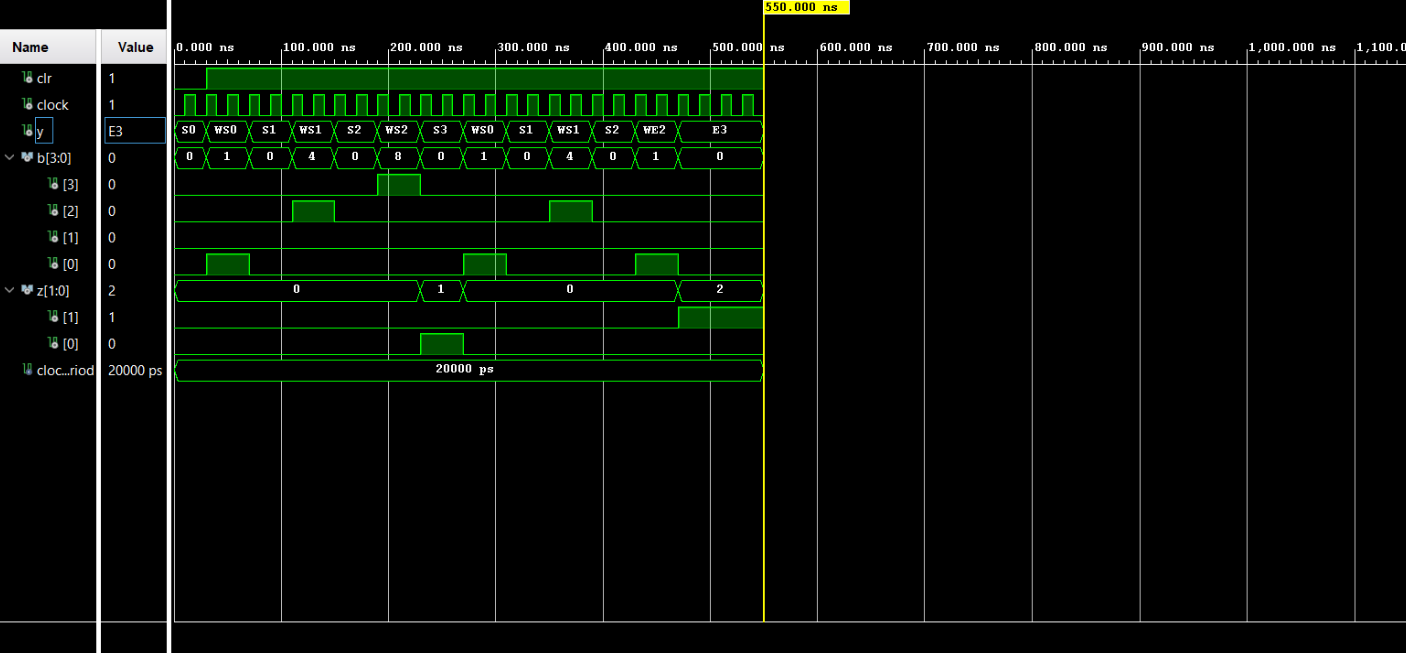 550.000 ns
Name Value 0.000 ns 100.000 ns 200.000 ns 300.000 ns 400.000 ns 500.000 ns 600.000 ns 700.000 ns 800.000 ns 900.000 ns 1,000.000 ns 1,100.0
clr 1
clock 1
y E3 S0 WS0 S1 WS1 S2 WS2 S3 WS0 S1 WS1 S2 WE2 E3
b[3:0] 0 0 1 0 4 0 8 0 1 0 4 0 1 0
[3] 0
[2] 0
[1] 0
[0] 0
z[1:0] 2 0 1 0 2
[1] 1
[0] 0
cloc...riod 20000 ps 20000 ps